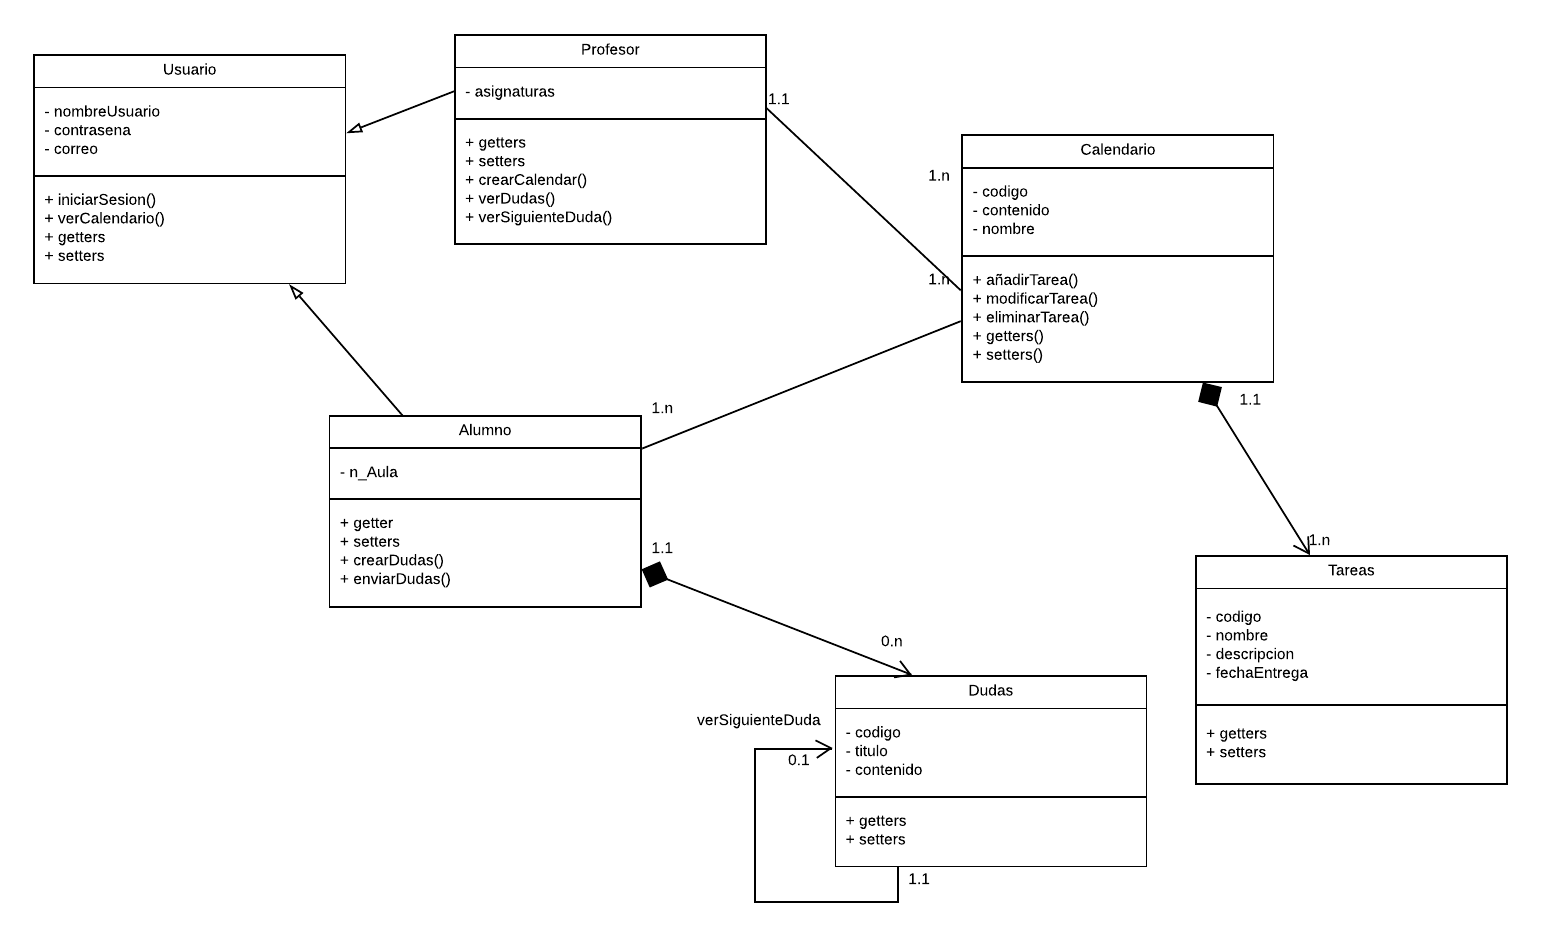 Usuario
- nombreUsuario
- contrasena
- correo
+ iniciarSesion()
+ verCalendario()
+ getters
+ setters
Profesor
- asignaturas
+ getters
+ setters
+ crearCalendar()
+ verDudas()
+ verSiguienteDuda()
1.1
1.n
1.n
Calendario
- codigo
- contenido
- nombre
+ añadirTarea()
+ modificarTarea()
+ eliminarTarea()
+ getters()
+ setters()
1.1
1.n
Alumno
- n_Aula
+ getter
+ setters
+ crearDudas()
+ enviarDudas()
1.n
1.1
0.n
Tareas
- codigo
- nombre
- descripcion
- fechaEntrega
+ getters
+ setters
Dudas
- codigo
- titulo
- contenido
+ getters
+ setters
verSiguienteDuda
0.1
1.1